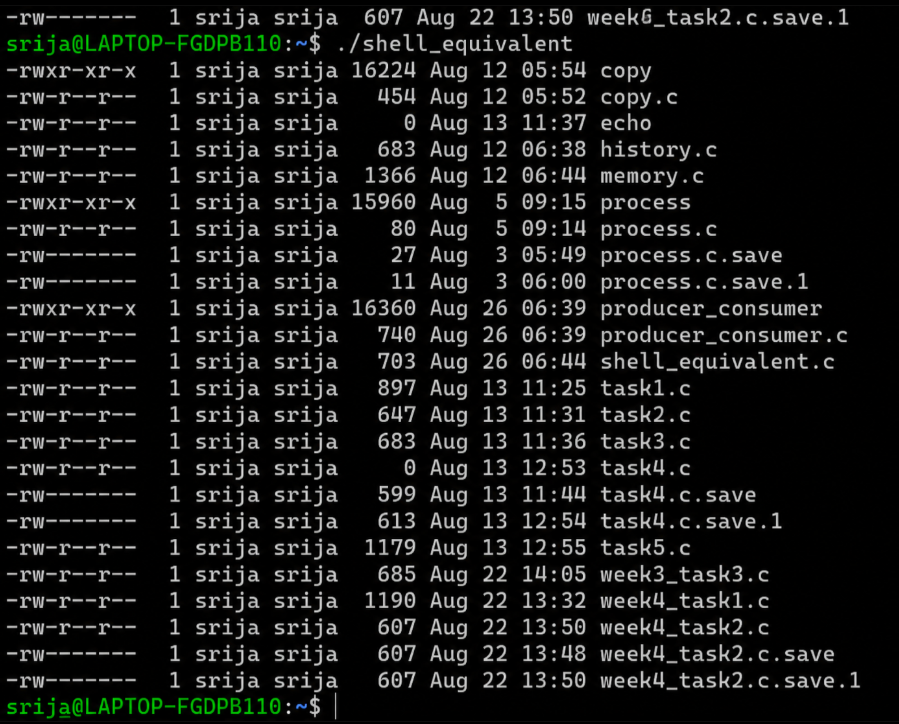 -rw------- 1 srija srija 607 Aug 22 13:50 week6_task2.c.save.1
srija@LAPTOP-FGDPB110:~$ ./shell_equivalent
-rwxr-xr-x 1 srija srija 16224 Aug 12 05:54 copy
-rw-r--r-- 1 srija srija 454 Aug 12 05:52 copy.c
-rw-r--r-- 1 srija srija 0 Aug 13 11:37 echo
-rw-r--r-- 1 srija srija 683 Aug 12 06:38 history.c
-rw-r--r-- 1 srija srija 1366 Aug 12 06:44 memory.c
-rwxr-xr-x 1 srija srija 15960 Aug 5 09:15 process
-rw-r--r-- 1 srija srija 80 Aug 5 09:14 process.c
-rw------- 1 srija srija 27 Aug 3 05:49 process.c.save
-rw------- 1 srija srija 11 Aug 3 06:00 process.c.save.1
-rwxr-xr-x 1 srija srija 16360 Aug 26 06:39 producer_consumer
-rw-r--r-- 1 srija srija 740 Aug 26 06:39 producer_consumer.c
-rw-r--r-- 1 srija srija 703 Aug 26 06:44 shell_equivalent.c
-rw-r--r-- 1 srija srija 897 Aug 13 11:25 task1.c
-rw-r--r-- 1 srija srija 647 Aug 13 11:31 task2.c
-rw-r--r-- 1 srija srija 683 Aug 13 11:36 task3.c
-rw-r--r-- 1 srija srija 0 Aug 13 12:53 task4.c
-rw------- 1 srija srija 599 Aug 13 11:44 task4.c.save
-rw------- 1 srija srija 613 Aug 13 12:54 task4.c.save.1
-rw-r--r-- 1 srija srija 1179 Aug 13 12:55 task5.c
-rw-r--r-- 1 srija srija 685 Aug 22 14:05 week3_task3.c
-rw-r--r-- 1 srija srija 1190 Aug 22 13:32 week4_task1.c
-rw-r--r-- 1 srija srija 607 Aug 22 13:50 week4_task2.c
-rw------- 1 srija srija 607 Aug 22 13:48 week4_task2.c.save
-rw------- 1 srija srija 607 Aug 22 13:50 week4_task2.c.save.1
srija@LAPTOP-FGDPB110:~$